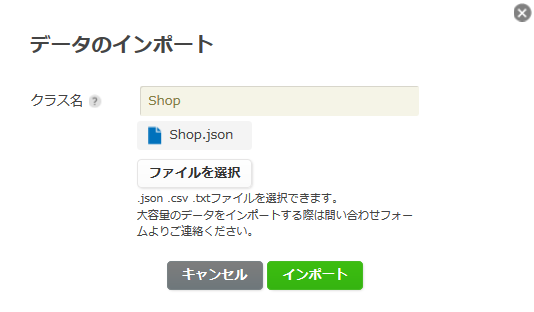 データのインポート
クラス名 ?
Shop
Shop.json
ファイルを選択
.json .csv .txtファイルを選択できます。
大容量のデータをインポートする際は問い合わせフォー
ムよりご連絡ください。
キャンセル インポート